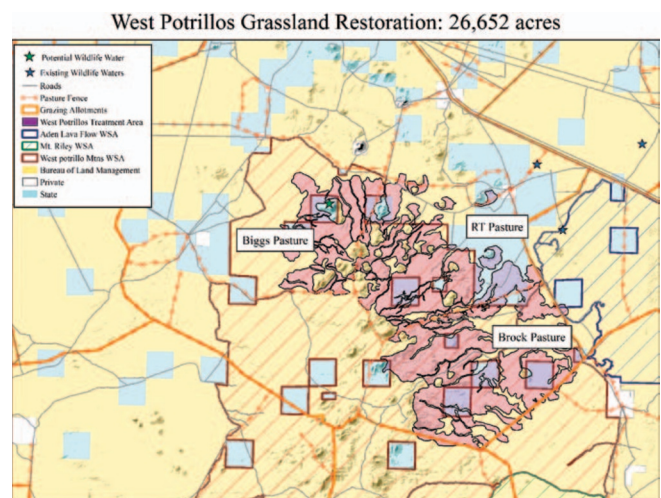 West Potrillos Grassland Restoration: 26,652 acres
Potential Wildlife Water
Existing Wildlife Waters
Roads
Pasture Fence
Grazing Allotments
West Potrillos Treatment Area
Aden Lava Flow WSA
Mt. Riley WSA
West potrillo Mtns WSA
Bureau of Land Management
Private
State
Biggs Pasture
RT Pasture
Brock Pasture